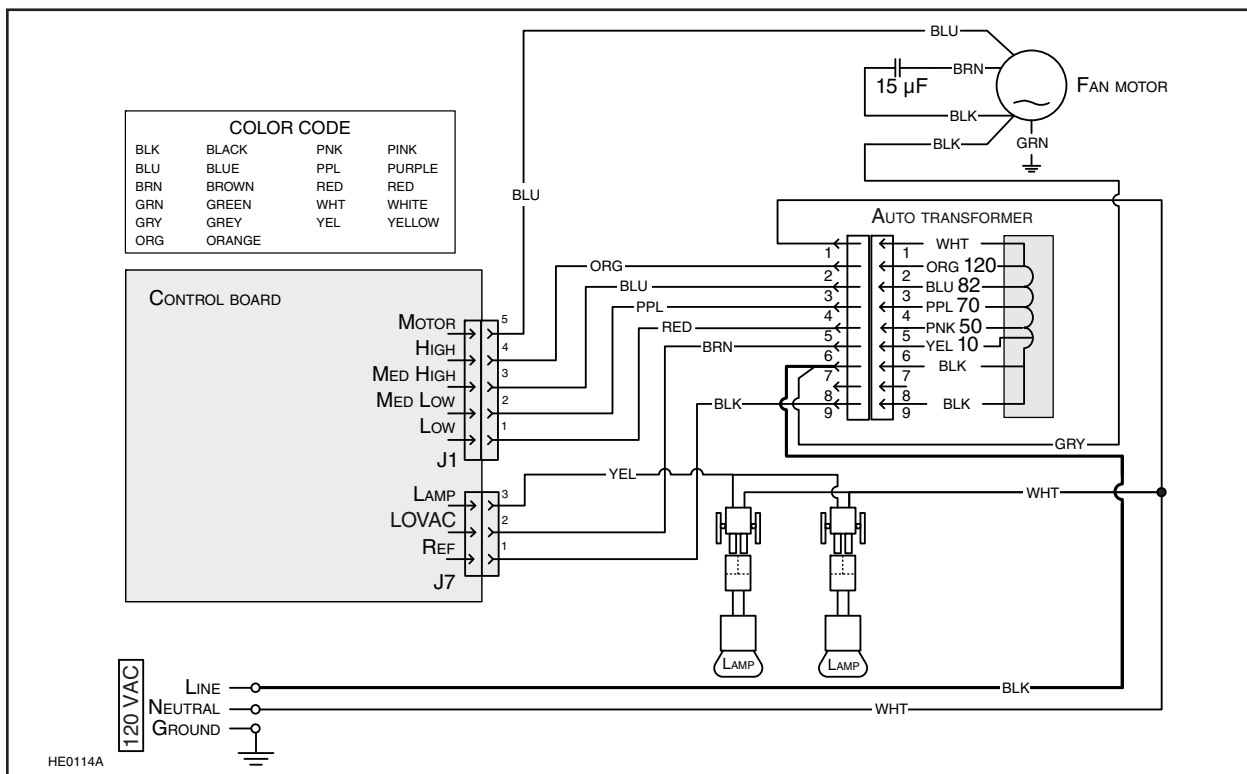 BLU
BRN
15 µF
FAN MOTOR
BLK
BLK
GRN
COLOR CODE
BLK BLACK PNK PINK
BLU BLUE PPL PURPLE
BRN BROWN RED RED
GRN GREEN WHT WHITE
GRY GREY YEL YELLOW
ORG ORANGE
BLU
AUTO TRANSFORMER
WHT
1 1
ORG ORG 120
2 2
BLU BLU 82
3 3
PPL PPL 70
4 4
RED PNK 50
5 5
BRN YEL 10
6 6
BLK
7 7
8 8
BLK BLK
9 9
GRY
CONTROL BOARD
MOTOR 5
HIGH 4
MED HIGH 3
MED LOW 2
LOW 1
J1
YEL
LAMP 3
WHT
LOVAC 2
REF 1
J7
LAMP LAMP
120 VAC
LINE BLK
NEUTRAL WHT
GROUND
HE0114A